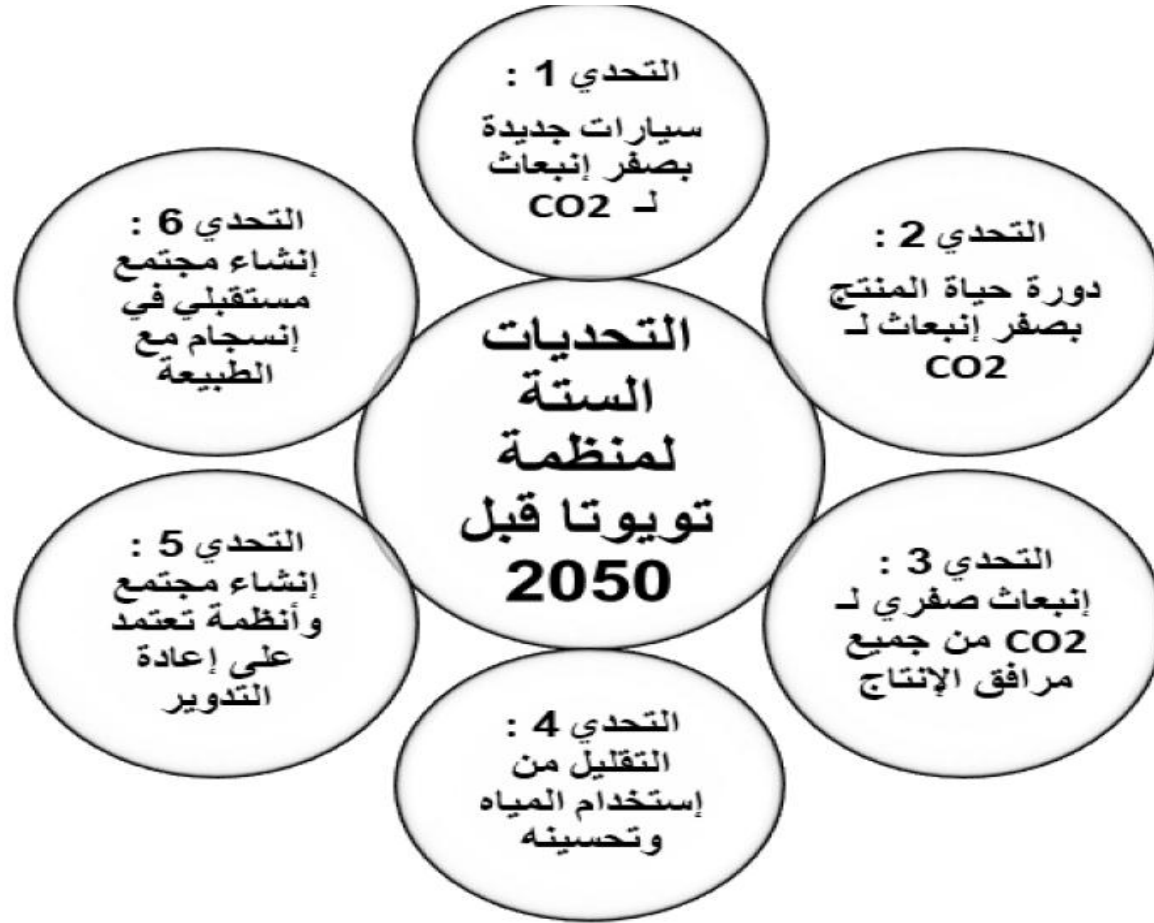 التحديات
الستة
لمنظمة
تويوتا قبل
2050
التحدي 1 :
سيارات جديدة
بصفر إنبعاث
لـ CO2
التحدي 2 :
دورة حياة المنتج
بصفر إنبعاث لـ
CO2
التحدي 3 :
إنبعاث صفري لـ
CO2 من جميع
مرافق الإنتاج
التحدي 4 :
التقليل من
إستخدام المياه
وتحسينه
التحدي 5 :
إنشاء مجتمع
وأنظمة تعتمد
على إعادة
التدوير
التحدي 6 :
إنشاء مجتمع
مستقبلي في
إنسجام مع
الطبيعة